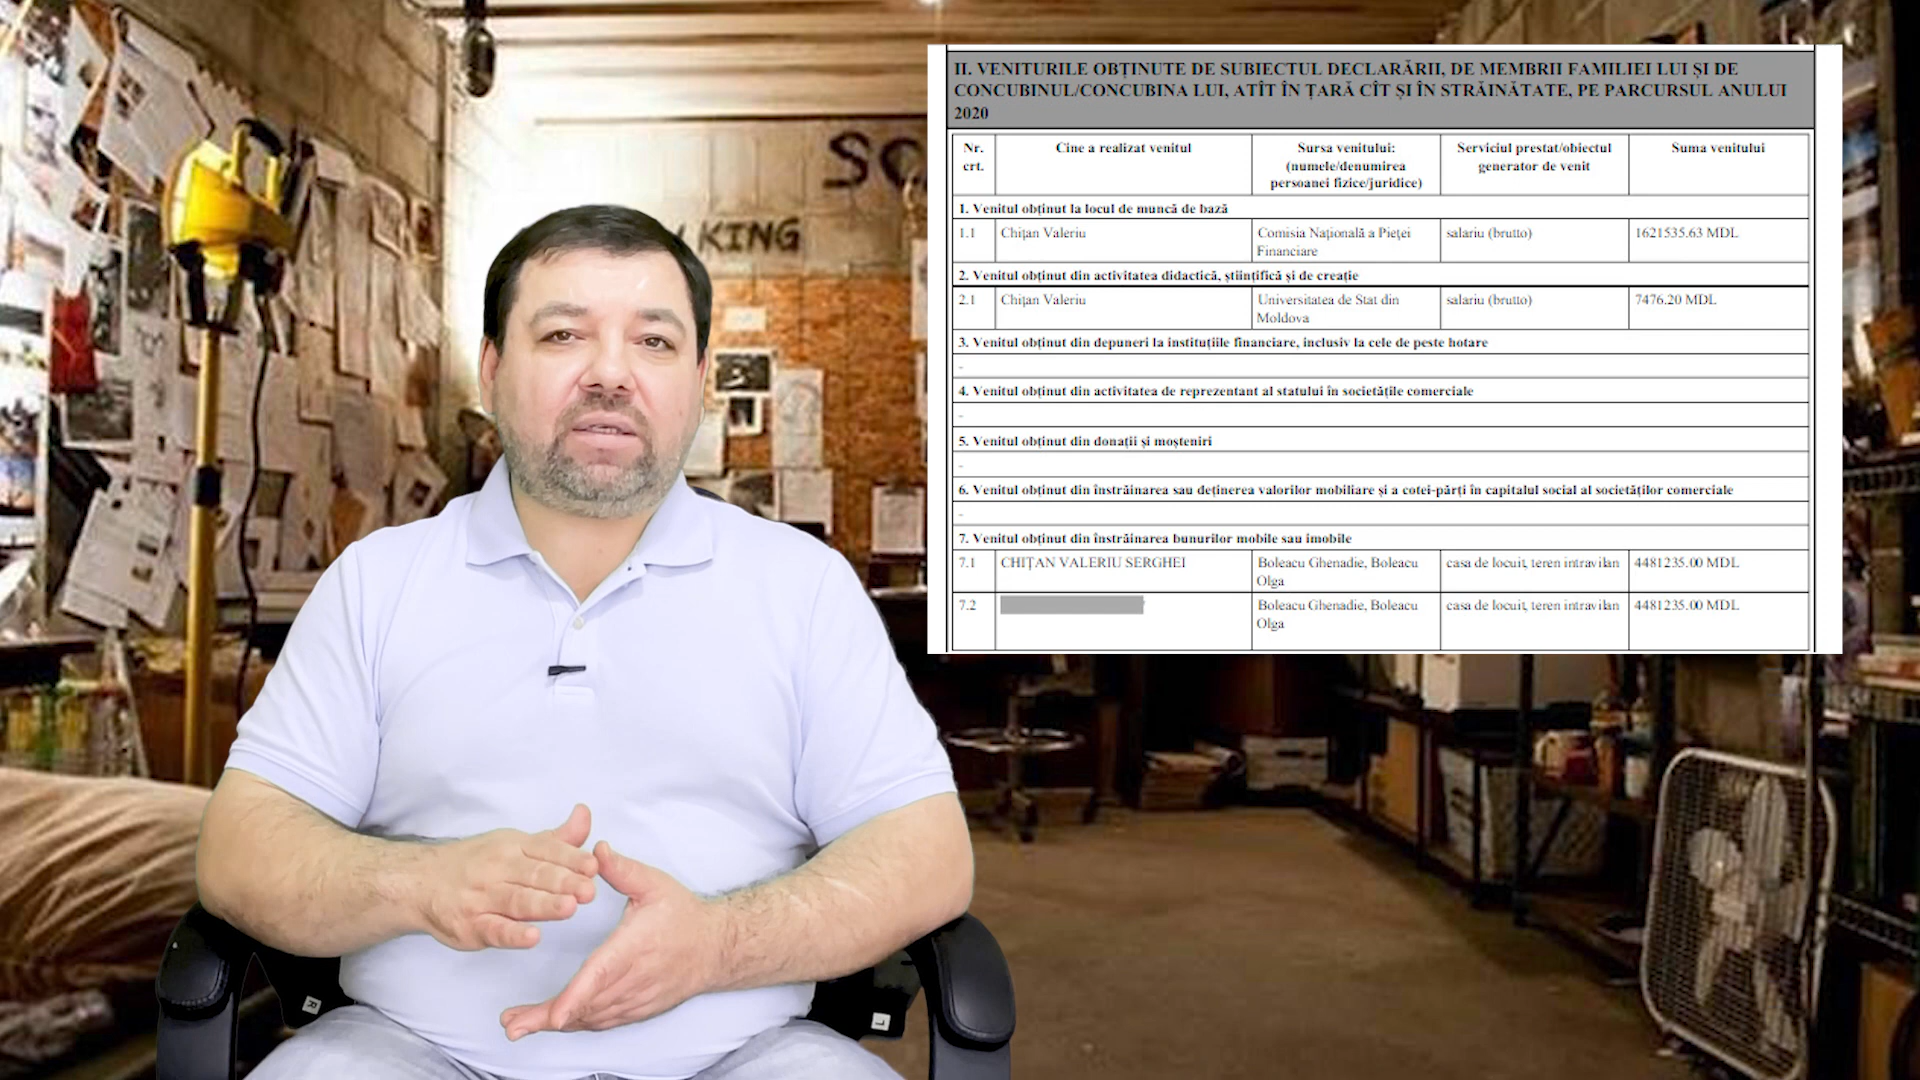 SO
KING
II. VENITURILE OBȚINUTE DE SUBIECTUL DECLARĂRII, DE MEMBRII FAMILIEI LUI ȘI DE
CONCUBINUL/CONCUBINA LUI, ATÎT ÎN ȚARĂ CÎT ȘI ÎN STRĂINĂTATE, PE PARCURSUL ANULUI
2020
Nr. crt.
Cine a realizat venitul
Sursa venitului:
(numele/denumirea
persoanei fizice/juridice)
Serviciul prestat/obiectul
generator de venit
Suma venitului
1. Venitul obținut la locul de muncă de bază
1.1 Chițan Valeriu Comisia Națională a Pieței salariu (brutto) 1621535.63 MDL
Financiare
2. Venitul obținut din activitatea didactică, științifică și de creație
2.1 Chițan Valeriu Universitatea de Stat din salariu (brutto) 7476.20 MDL
Moldova
3. Venitul obținut din depuneri la instituțiile financiare, inclusiv la cele de peste hotare
-
4. Venitul obținut din activitatea de reprezentant al statului în societățile comerciale
-
5. Venitul obținut din donații și moșteniri
-
6. Venitul obținut din înstrăinarea sau deținerea valorilor mobiliare și a cotei-părți în capitalul social al societăților comerciale
-
7. Venitul obținut din înstrăinarea bunurilor mobile sau imobile
7.1 CHIȚAN VALERIU SERGHEI Boleacu Ghenadie, Boleacu casa de locuit, teren intravilan 4481235.00 MDL
Olga
7.2 Boleacu Ghenadie, Boleacu casa de locuit, teren intravilan 4481235.00 MDL
Olga
R
L